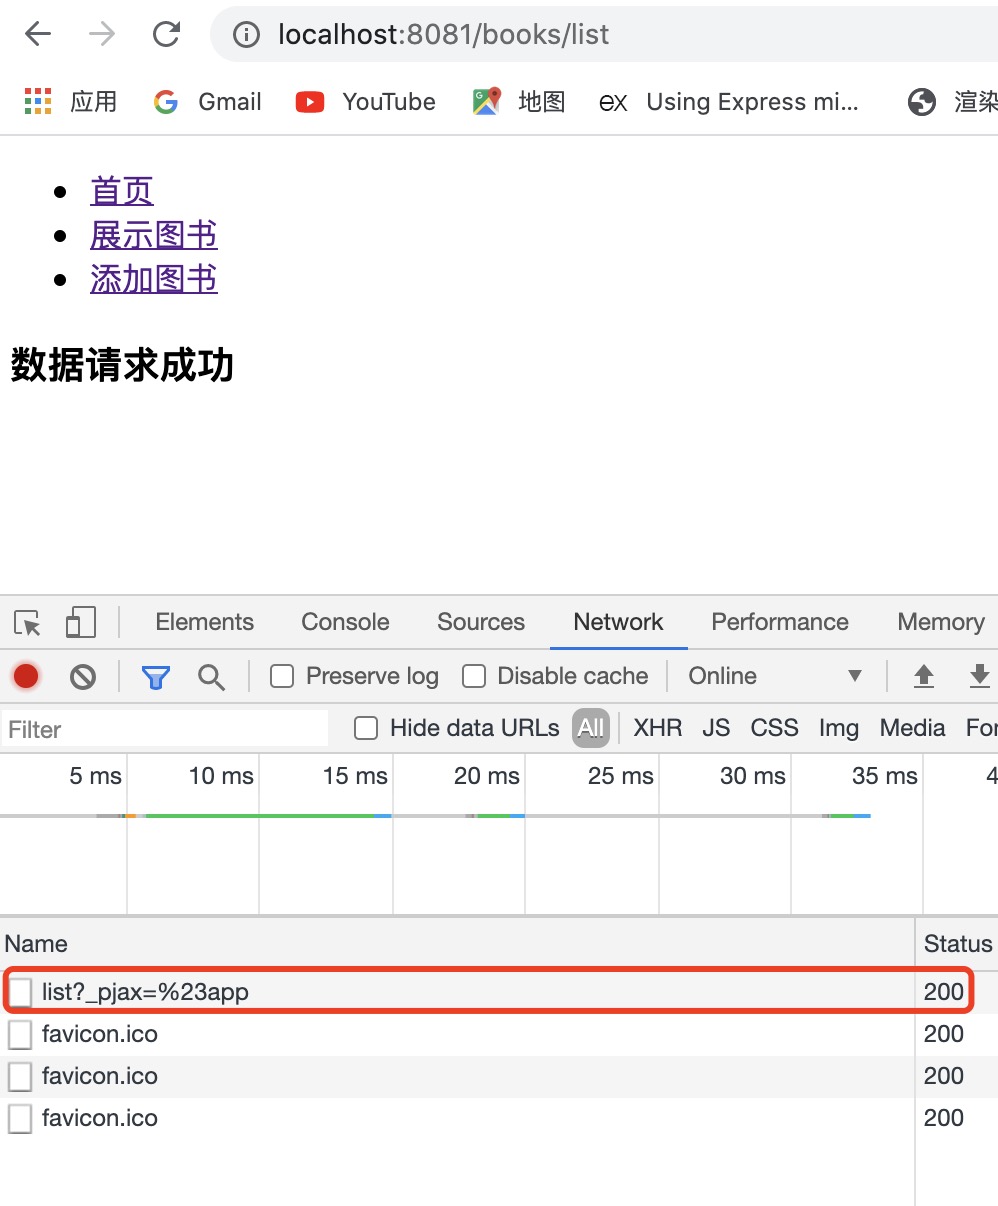 localhost:8081/books/list
应用 Gmail YouTube 地图 ex Using Express mi... 渲染
首页
展示图书
添加图书
数据请求成功
Elements Console Sources Network Performance Memory
Preserve log Disable cache Online
Filter Hide data URLs All XHR JS CSS Img Media For
5 ms 10 ms 15 ms 20 ms 25 ms 30 ms 35 ms 4
Name Status
list?_pjax=%23app 200
favicon.ico 200
favicon.ico 200
favicon.ico 200